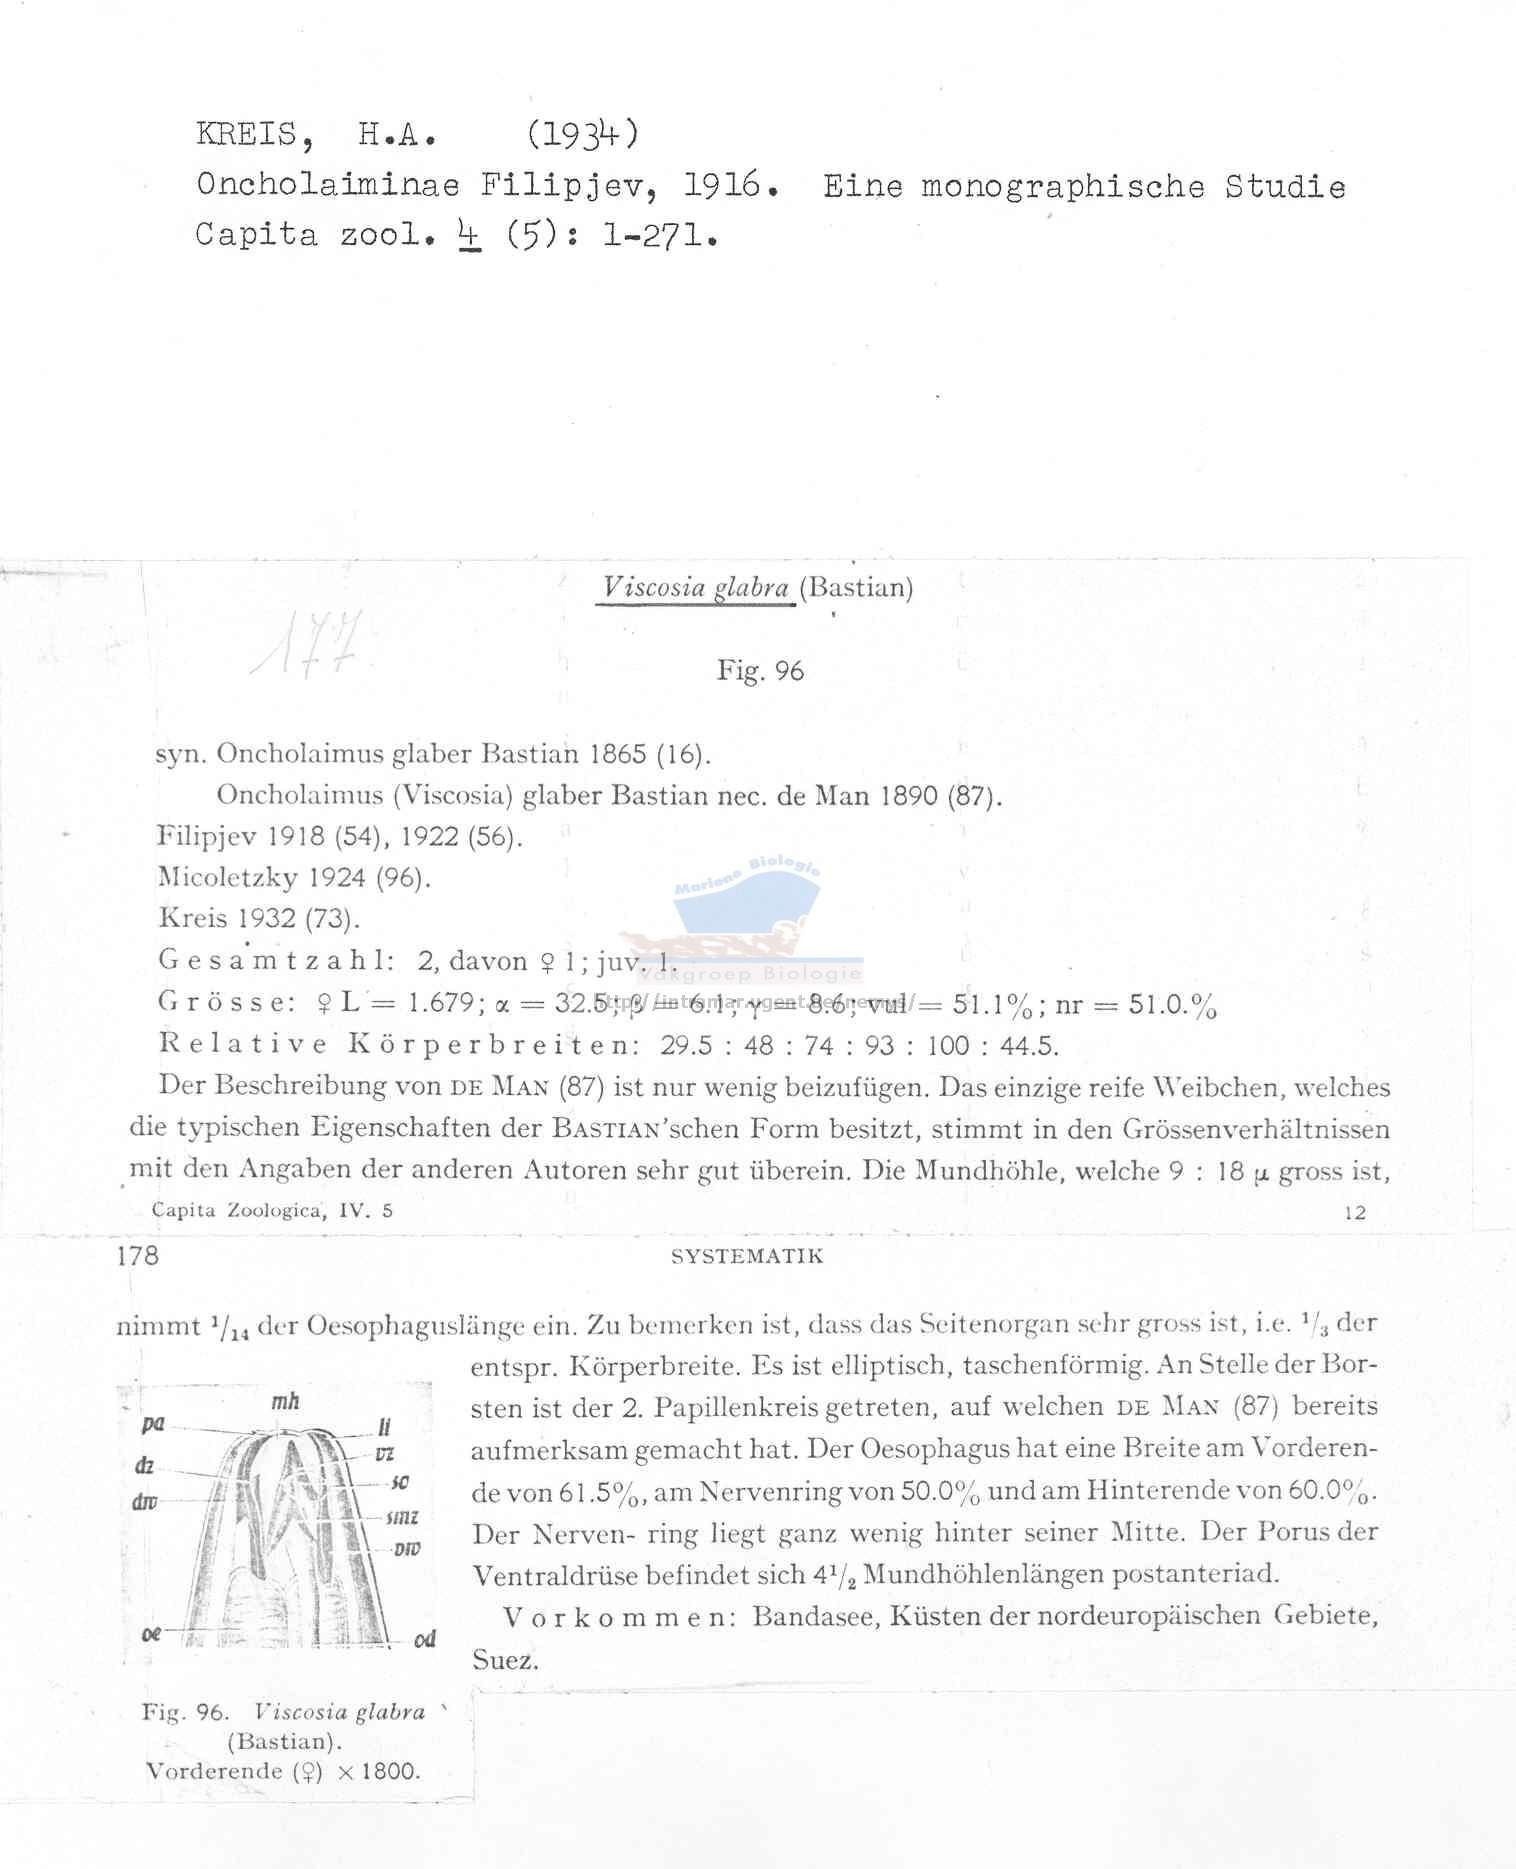 KREIS, H.A. (1934)
Oncholaiminae Filipjev, 1916. Eine monographische Studie
Capita zool. 4 (5): 1-271.
Viscosia glabra (Bastian)
177
Fig. 96
syn. Oncholaimus glaber Bastian 1865 (16).
Oncholaimus (Viscosia) glaber Bastian nec. de Man 1890 (87).
Filipjev 1918 (54), 1922 (56).
Micoletzky 1924 (96).
Kreis 1932 (73).
Marione Biologie
Gesamtzahl: 2, davon ♀ 1; juv. 1.
Vakgroep Biologie
Grösse: ♀ L = 1.679; α = 32.5; β = 6.1; γ = 8.6; vul = 51.1%; nr = 51.0.%
http://intramar.ugent.be/nemys/
Relative Körperbreiten: 29.5 : 48 : 74 : 93 : 100 : 44.5.
Der Beschreibung von DE MAN (87) ist nur wenig beizufügen. Das einzige reife Weibchen, welches
die typischen Eigenschaften der BASTIAN'schen Form besitzt, stimmt in den Grössenverhältnissen
mit den Angaben der anderen Autoren sehr gut überein. Die Mundhöhle, welche 9 : 18 μ gross ist,
Capita Zoologica, IV. 5 12
178 SYSTEMATIK
nimmt 1/14 der Oesophaguslänge ein. Zu bemerken ist, dass das Seitenorgan sehr gross ist, i.e. 1/3 der
entspr. Körperbreite. Es ist elliptisch, taschenförmig. An Stelle der Bor-
sten ist der 2. Papillenkreis getreten, auf welchen DE MAN (87) bereits
aufmerksam gemacht hat. Der Oesophagus hat eine Breite am Vorderen-
de von 61.5%, am Nervenring von 50.0% und am Hinterende von 60.0%.
Der Nerven- ring liegt ganz wenig hinter seiner Mitte. Der Porus der
Ventraldrüse befindet sich 4 1/2 Mundhöhlenlängen postanteriad.
Vorkommen: Bandasee, Küsten der nordeuropäischen Gebiete,
Suez.
mh
pa
li
vz
dz
so
dw
smz
vw
oe
od
Fig. 96. Viscosia glabra
(Bastian).
Vorderende (♀) × 1800.